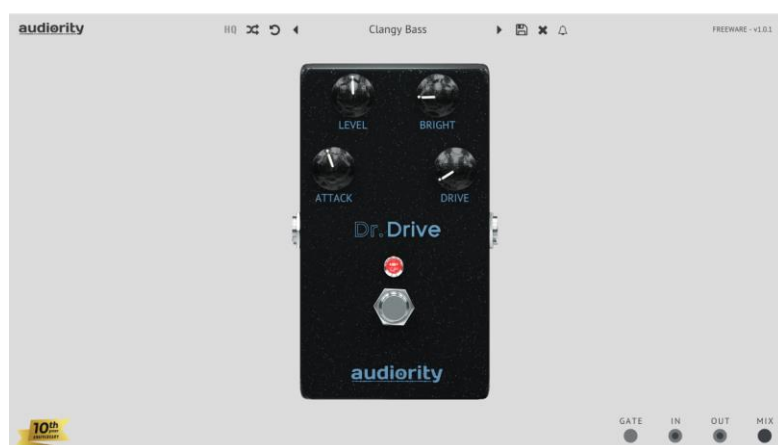 audiority
HQ
Clangy Bass
FREEWARE - v1.0.1
LEVEL BRIGHT
ATTACK DRIVE
Dr.Drive
audiority
10th
ANNIVERSARY
GATE IN OUT MIX